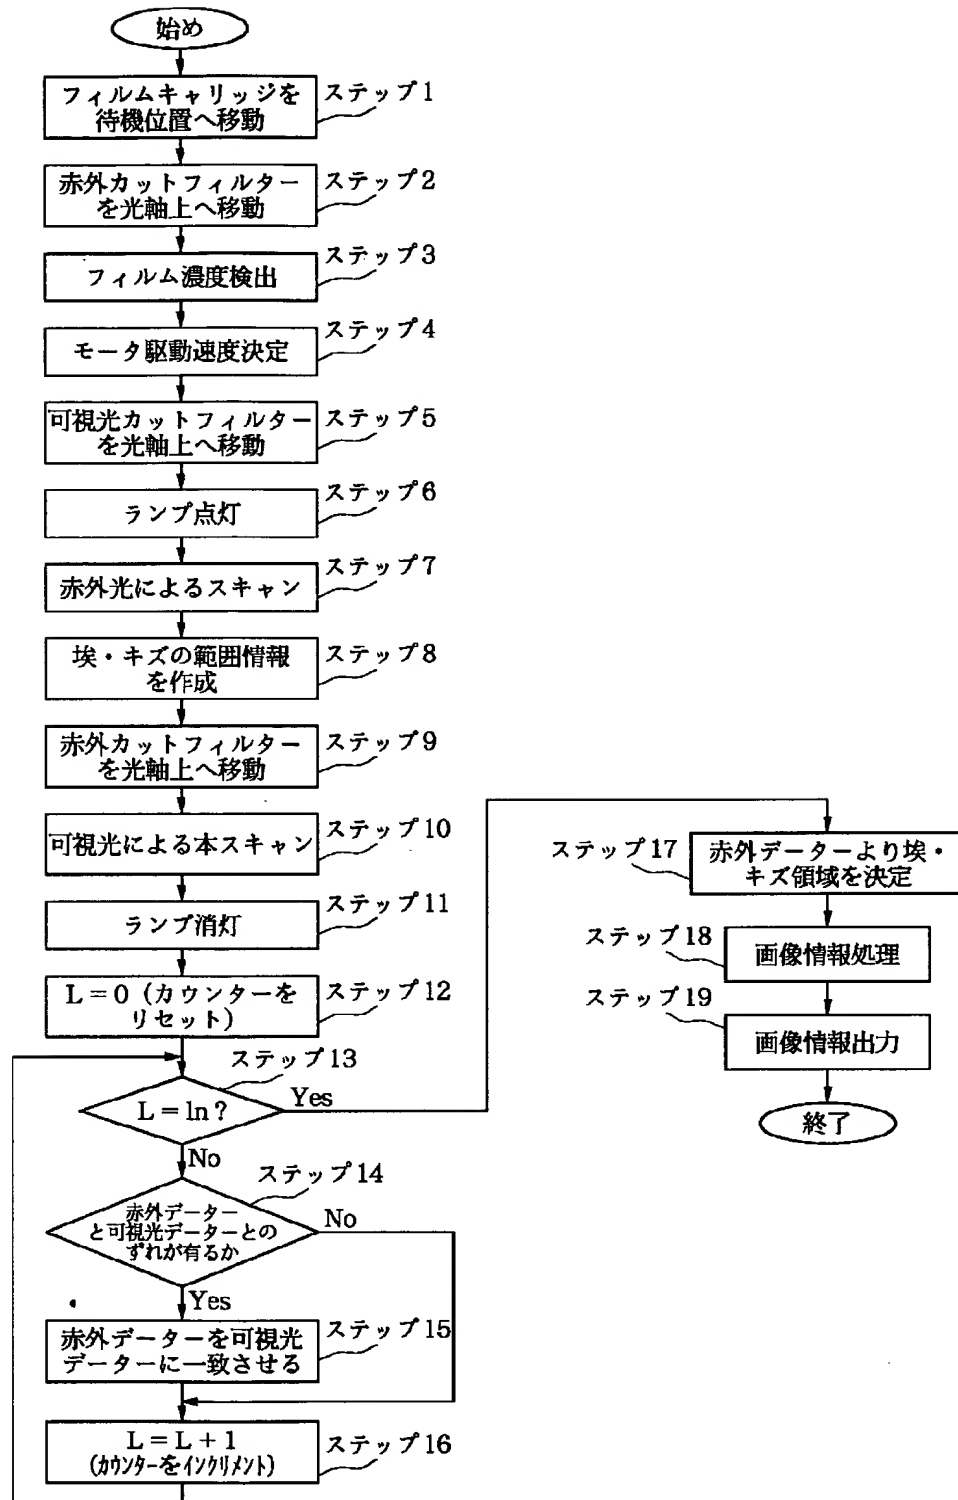 始め
フィルムキャリッジを
待機位置へ移動
ステップ1
赤外カットフィルター
を光軸上へ移動
ステップ2
フィルム濃度検出
ステップ3
モータ駆動速度決定
ステップ4
可視光カットフィルター
を光軸上へ移動
ステップ5
ランプ点灯
ステップ6
赤外光によるスキャン
ステップ7
埃・キズの範囲情報
を作成
ステップ8
赤外カットフィルター
を光軸上へ移動
ステップ9
可視光による本スキャン
ステップ10
ランプ消灯
ステップ11
L=0(カウンターを
リセット)
ステップ12
L=ln?
ステップ13
Yes
No
赤外データー
と可視光データーとの
ずれが有るか
ステップ14
No
Yes
赤外データーを可視光
データーに一致させる
ステップ15
L=L+1
(カウンターをインクリメント)
ステップ16
赤外データーより埃・
キズ領域を決定
ステップ17
画像情報処理
ステップ18
画像情報出力
ステップ19
終了